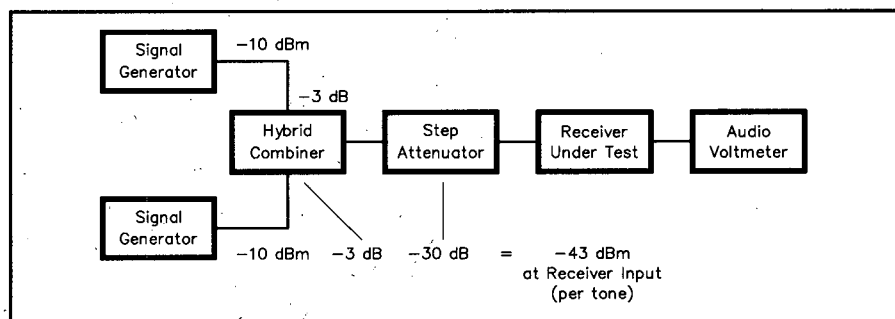 Signal
Generator
-10 dBm
-3 dB
Hybrid
Combiner
Step
Attenuator
Receiver
Under Test
Audio
Voltmeter
Signal
Generator
-10 dBm -3 dB -30 dB = -43 dBm
at Receiver Input
(per tone)